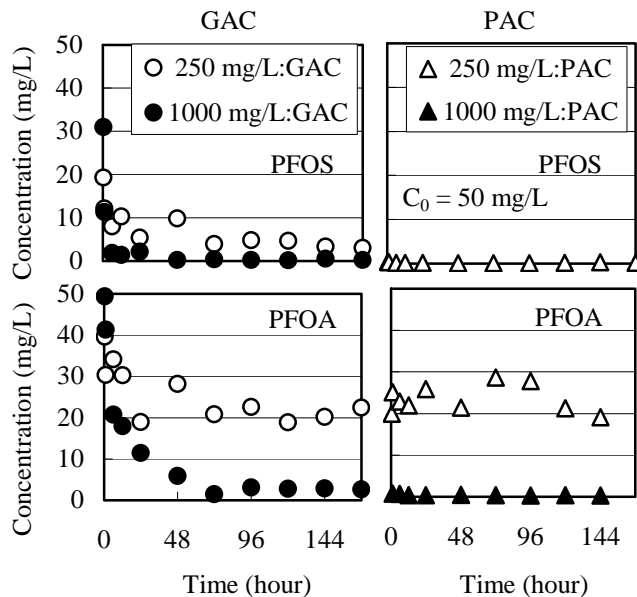 GAC
PAC
50
40
30
20
10
0
Concentration (mg/L)
250 mg/L:GAC
1000 mg/L:GAC
PFOS
250 mg/L:PAC
1000 mg/L:PAC
PFOS
C₀ = 50 mg/L
50
40
30
20
10
0
Concentration (mg/L)
PFOA
PFOA
0 48 96 144
0 48 96 144
Time (hour)
Time (hour)